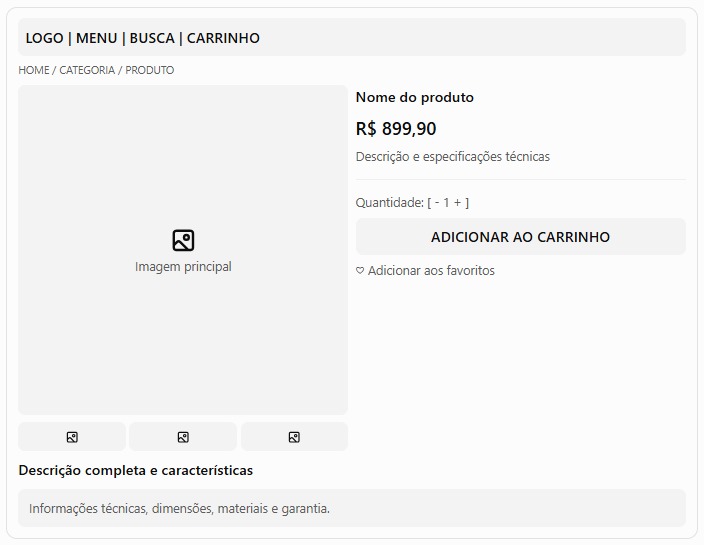 LOGO | MENU | BUSCA | CARRINHO
HOME / CATEGORIA / PRODUTO
Imagem principal
Nome do produto
R$ 899,90
Descrição e especificações técnicas
Quantidade: [ - 1 + ]
ADICIONAR AO CARRINHO
♡ Adicionar aos favoritos
Descrição completa e características
Informações técnicas, dimensões, materiais e garantia.